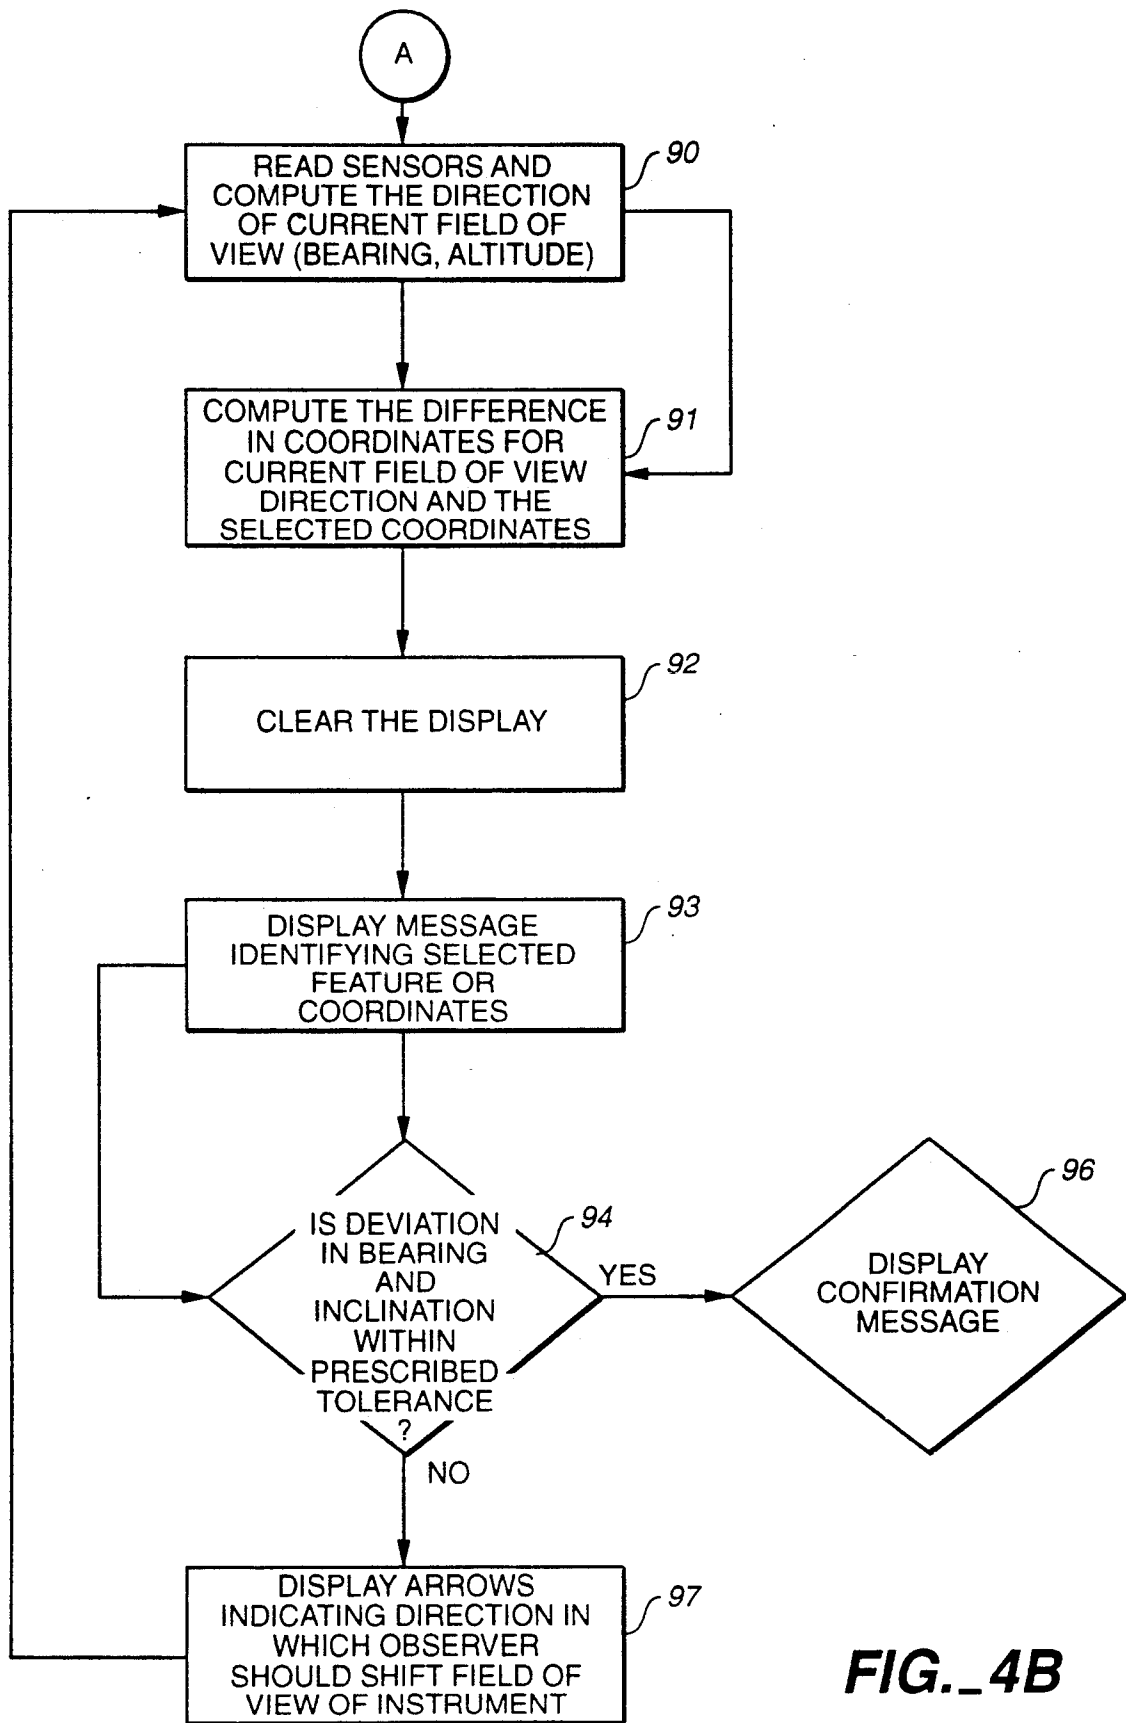 A
READ SENSORS AND
COMPUTE THE DIRECTION
OF CURRENT FIELD OF
VIEW (BEARING, ALTITUDE)
90
COMPUTE THE DIFFERENCE
IN COORDINATES FOR
CURRENT FIELD OF VIEW
DIRECTION AND THE
SELECTED COORDINATES
91
CLEAR THE DISPLAY
92
DISPLAY MESSAGE
IDENTIFYING SELECTED
FEATURE OR
COORDINATES
93
IS DEVIATION
IN BEARING
AND
INCLINATION
WITHIN
PRESCRIBED
TOLERANCE
?
94
YES
DISPLAY
CONFIRMATION
MESSAGE
96
NO
DISPLAY ARROWS
INDICATING DIRECTION IN
WHICH OBSERVER
SHOULD SHIFT FIELD OF
VIEW OF INSTRUMENT
97
FIG._4B